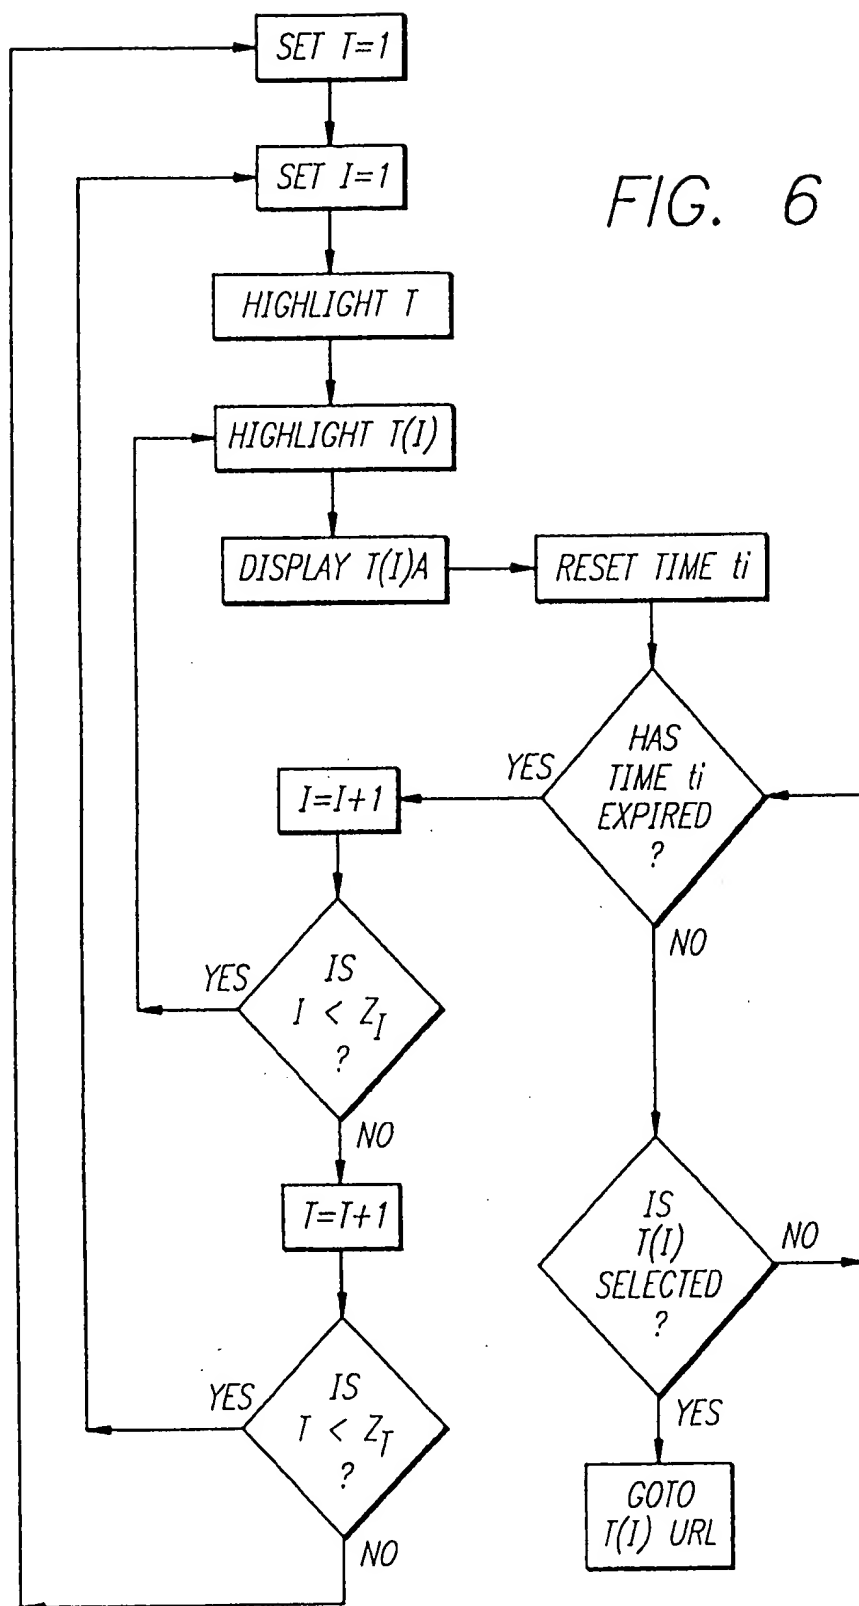 SET T=1
SET I=1
FIG. 6
HIGHLIGHT T
HIGHLIGHT T(I)
DISPLAY T(I)A
RESET TIME ti
HAS
TIME ti
EXPIRED
?
YES
NO
I=I+1
IS
I < Z_I
?
YES
NO
T=T+1
IS
T(I)
SELECTED
?
NO
YES
IS
T < Z_T
?
YES
NO
GOTO
T(I) URL